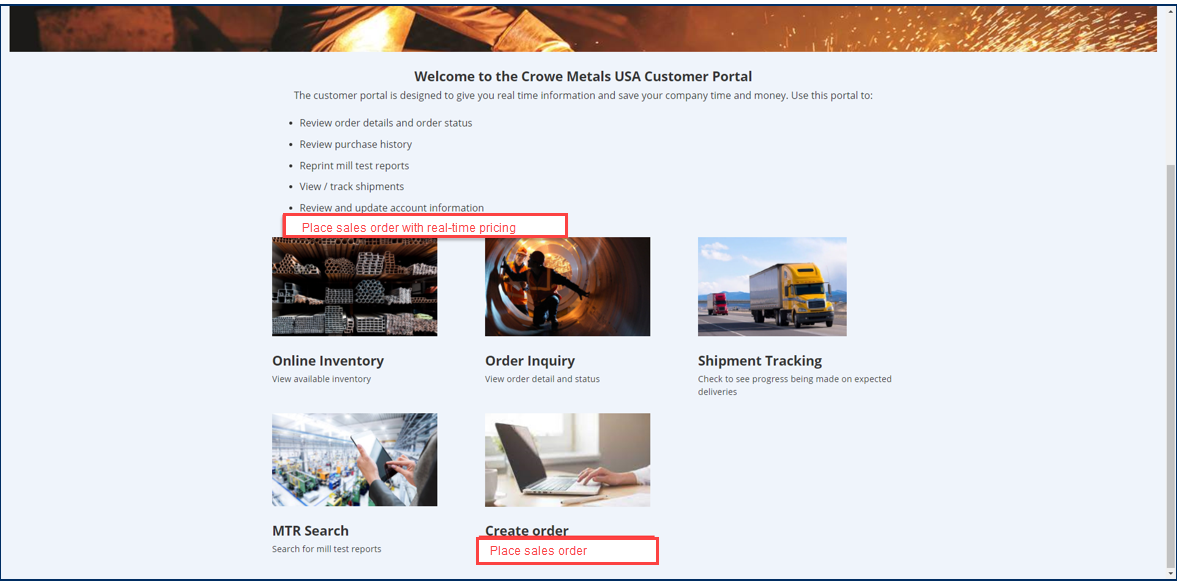 Welcome to the Crowe Metals USA Customer Portal
The customer portal is designed to give you real time information and save your company time and money. Use this portal to:
• Review order details and order status
• Review purchase history
• Reprint mill test reports
• View / track shipments
• Review and update account information
Place sales order with real-time pricing
Online Inventory
View available inventory
Order Inquiry
View order detail and status
Shipment Tracking
Check to see progress being made on expected
deliveries
MTR Search
Search for mill test reports
Create order
Place sales order